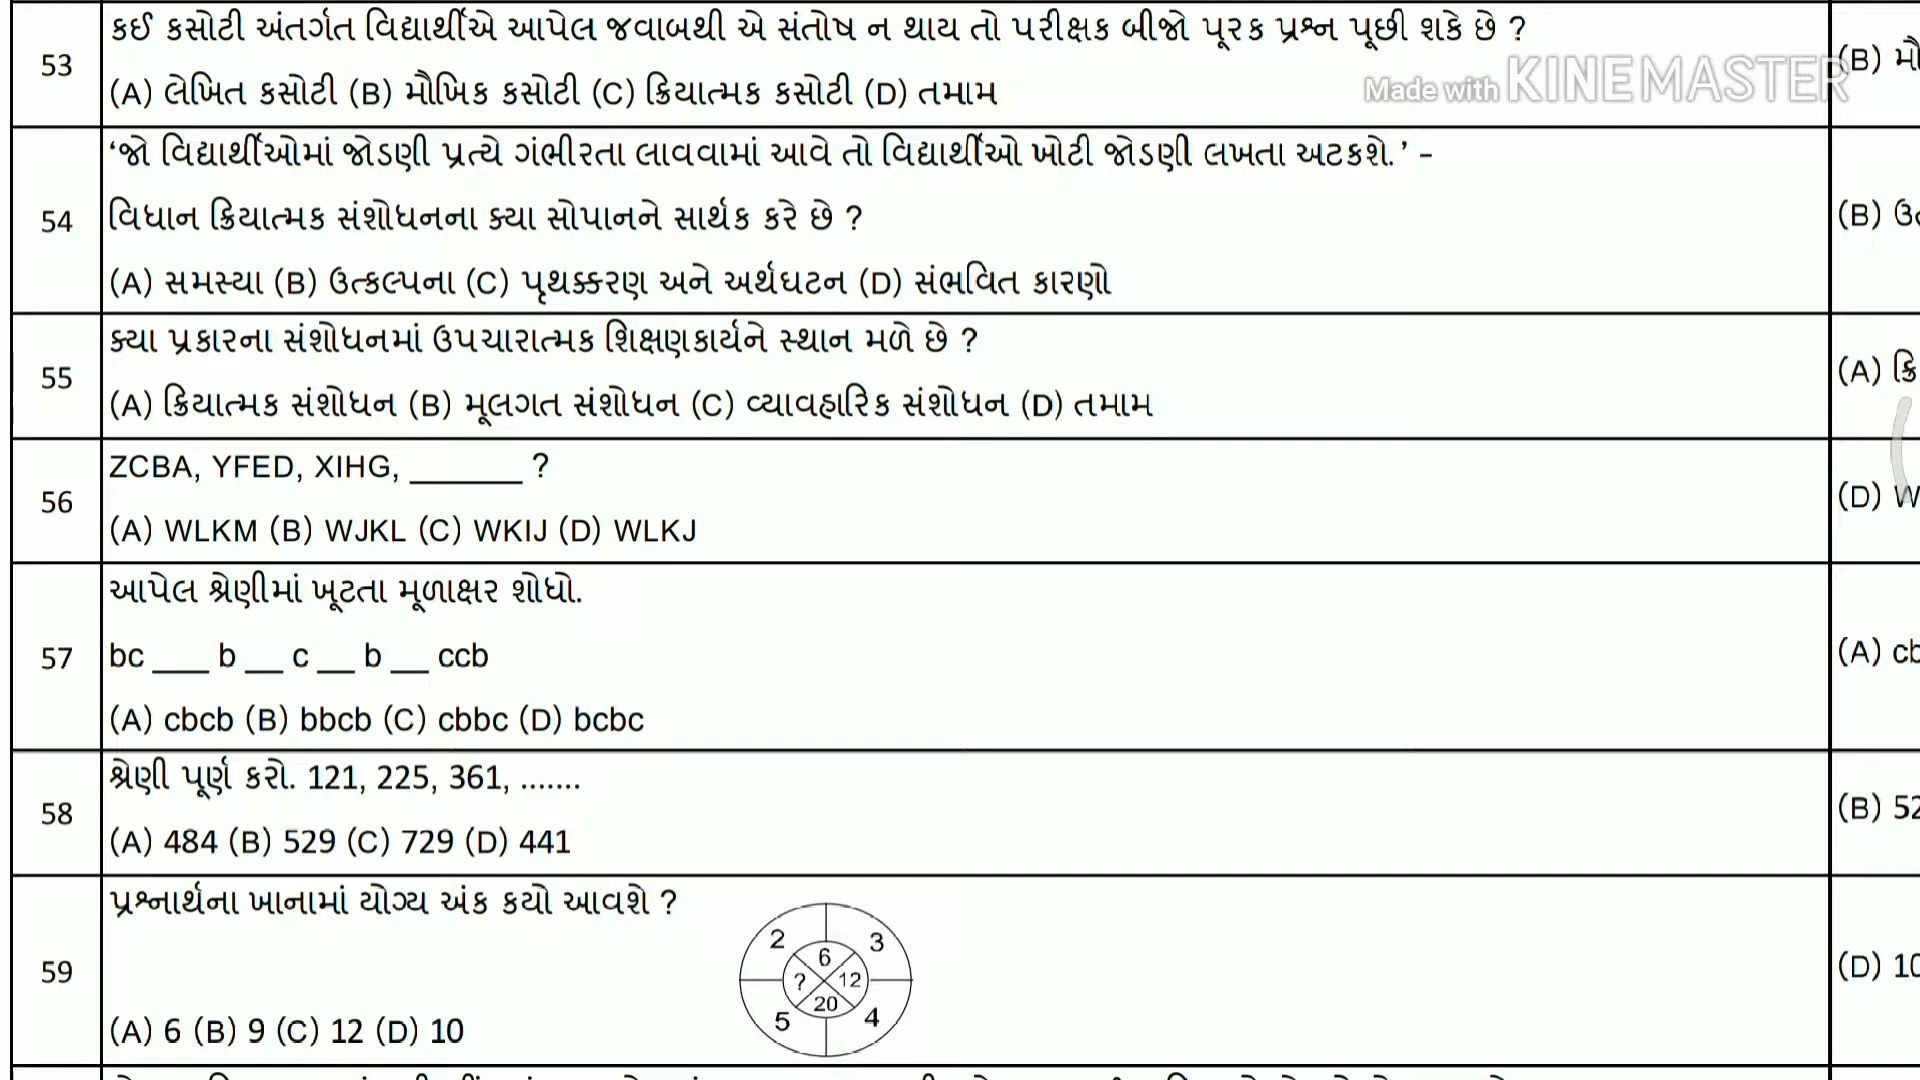 કઈ કસોટી અંતર્ગત વિદ્યાર્થીએ આપેલ જવાબથી એ સંતોષ ન થાય તો પરીક્ષક બીજો પૂરક પ્રશ્ન પૂછી શકે છે ?
53
(A) લેખિત કસોટી (B) મૌખિક કસોટી (C) ક્રિયાત્મક કસોટી (D) તમામ
(B) મૌ
Made with KINEMASTER
‘જો વિદ્યાર્થીઓમાં જોડણી પ્રત્યે ગંભીરતા લાવવામાં આવે તો વિદ્યાર્થીઓ ખોટી જોડણી લખતા અટકશે.’ –
54
વિધાન ક્રિયાત્મક સંશોધનના ક્યા સોપાનને સાર્થક કરે છે ?
(A) સમસ્યા (B) ઉત્કલ્પના (C) પૃથક્કરણ અને અર્થઘટન (D) સંભવિત કારણો
(B)
ક્યા પ્રકારના સંશોધનમાં ઉપચારાત્મક શિક્ષણકાર્યને સ્થાન મળે છે ?
55
(A) ક્રિયાત્મક સંશોધન (B) મૂલગત સંશોધન (C) વ્યાવહારિક સંશોધન (D) તમામ
(A) ક્રિ
ZCBA, YFED, XIHG, _______ ?
56
(A) WLKM (B) WJKL (C) WKIJ (D) WLKJ
(D) W
આપેલ શ્રેણીમાં ખૂટતા મૂળાક્ષર શોધો.
57
bc ___ b __ c __ b __ ccb
(A) cbcb (B) bbcb (C) cbbc (D) bcbc
(A) cb
શ્રેણી પૂર્ણ કરો. 121, 225, 361, .......
58
(A) 484 (B) 529 (C) 729 (D) 441
(B) 52
પ્રશ્નાર્થના ખાનામાં યોગ્ય અંક કયો આવશે ?
59
2 3
6
? 12
20
5 4
(A) 6 (B) 9 (C) 12 (D) 10
(D) 10